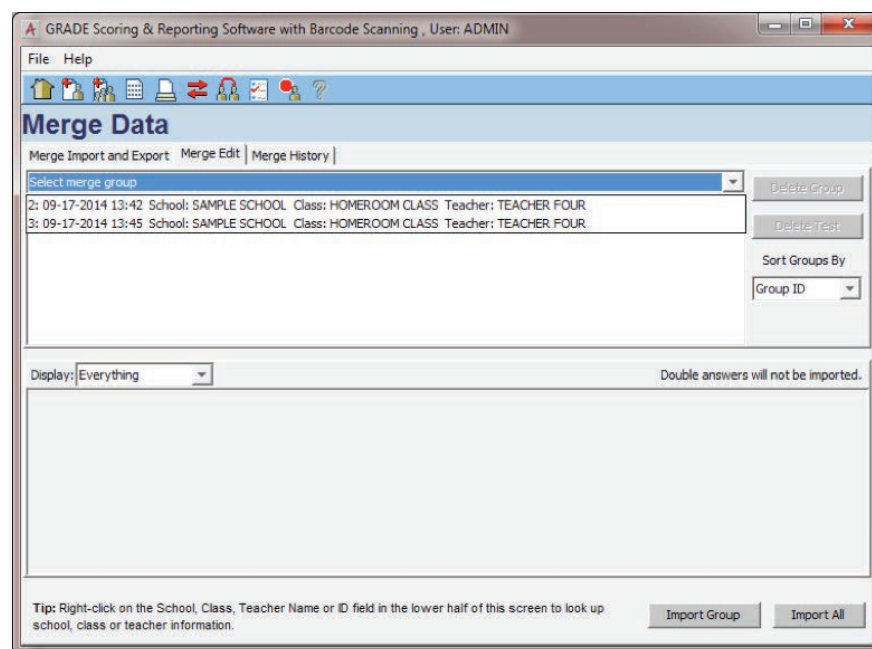 GRADE Scoring & Reporting Software with Barcode Scanning , User: ADMIN
File Help
Merge Data
Merge Import and Export Merge Edit Merge History
Select merge group
Delete Group
2: 09-17-2014 13:42 School: SAMPLE SCHOOL Class: HOMEROOM CLASS Teacher: TEACHER FOUR
3: 09-17-2014 13:45 School: SAMPLE SCHOOL Class: HOMEROOM CLASS Teacher: TEACHER FOUR
Delete Test
Sort Groups By
Group ID
Display: Everything
Double answers will not be imported.
Tip: Right-click on the School, Class, Teacher Name or ID field in the lower half of this screen to look up
school, class or teacher information.
Import Group Import All